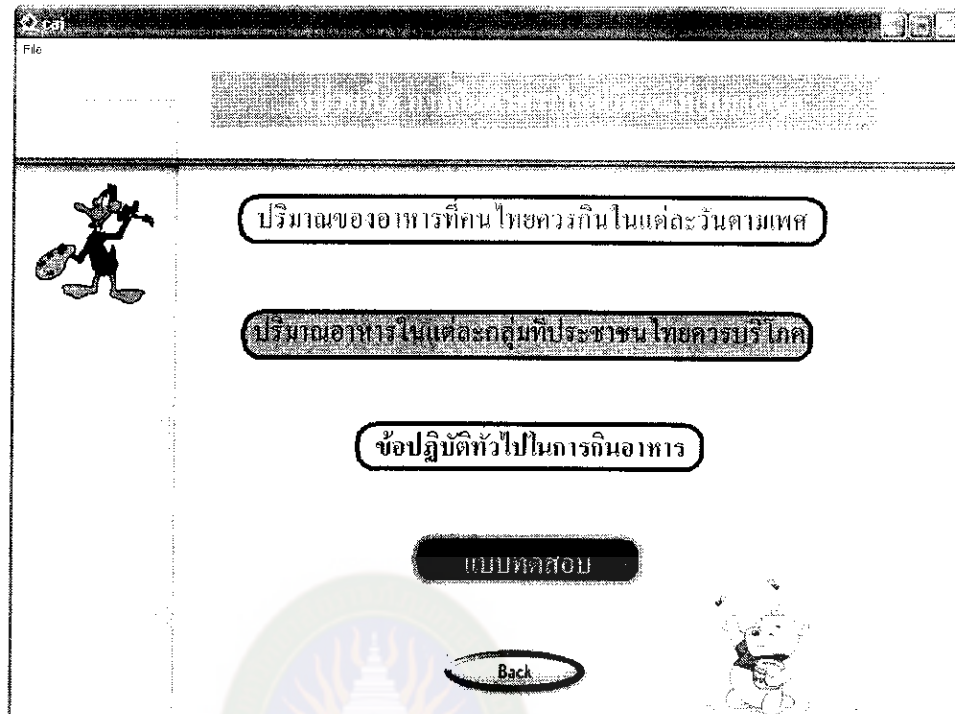 cai
File
ปริมาณของอาหารที่คนไทยควรกินในแต่ละวันตามเพศ
ปริมาณอาหารในแต่ละกลุ่มที่ประชาชนไทยควรบริโภค
ข้อปฏิบัติทั่วไปในการกินอาหาร
แบบทดสอบ
Back